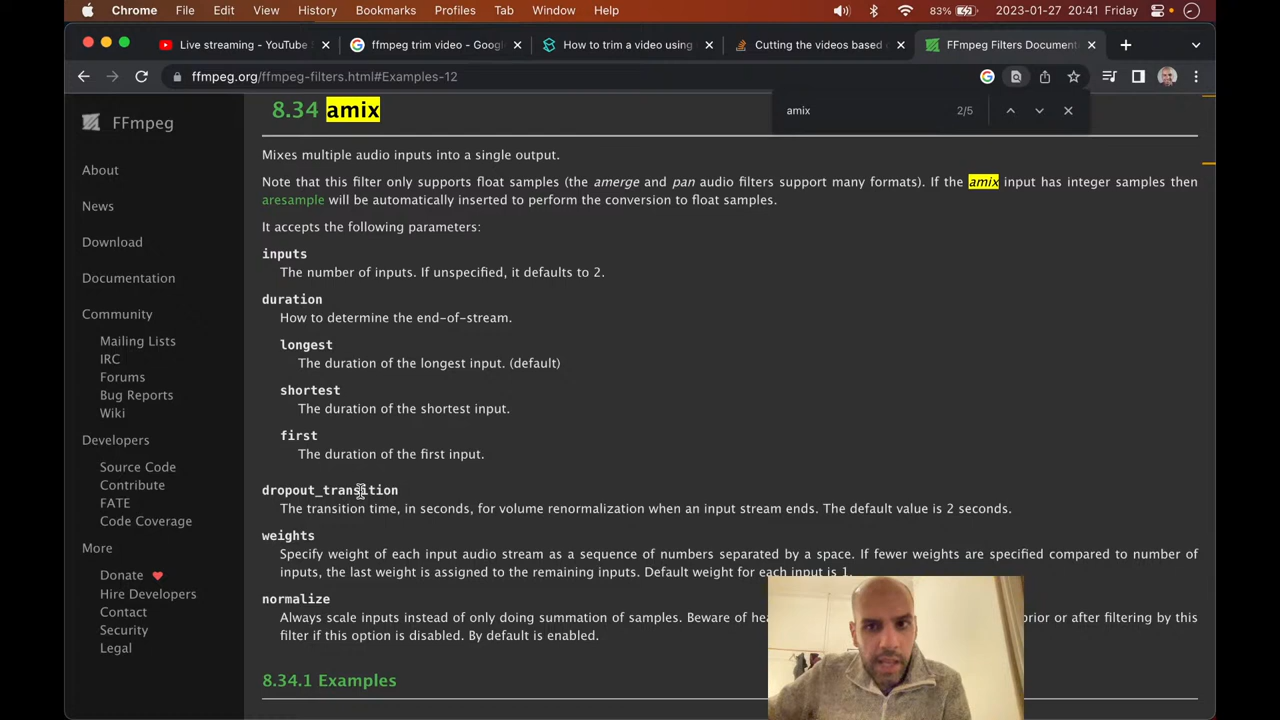 Chrome File Edit View History Bookmarks Profiles Tab Window Help 83% 2023-01-27 20:41 Friday
Live streaming - YouTube S ffmpeg trim video - Googl How to trim a video using Cutting the videos based o FFmpeg Filters Document
ffmpeg.org/ffmpeg-filters.html#Examples-12
amix 2/5
FFmpeg
About
News
Download
Documentation
Community
Mailing Lists
IRC
Forums
Bug Reports
Wiki
Developers
Source Code
Contribute
FATE
Code Coverage
More
Donate
Hire Developers
Contact
Security
Legal
8.34 amix
Mixes multiple audio inputs into a single output.
Note that this filter only supports float samples (the amerge and pan audio filters support many formats). If the amix input has integer samples then
aresample will be automatically inserted to perform the conversion to float samples.
It accepts the following parameters:
inputs
The number of inputs. If unspecified, it defaults to 2.
duration
How to determine the end-of-stream.
longest
The duration of the longest input. (default)
shortest
The duration of the shortest input.
first
The duration of the first input.
dropout_transition
The transition time, in seconds, for volume renormalization when an input stream ends. The default value is 2 seconds.
weights
Specify weight of each input audio stream as a sequence of numbers separated by a space. If fewer weights are specified compared to number of
inputs, the last weight is assigned to the remaining inputs. Default weight for each input is 1.
normalize
Always scale inputs instead of only doing summation of samples. Beware of hea prior or after filtering by this
filter if this option is disabled. By default is enabled.
8.34.1 Examples